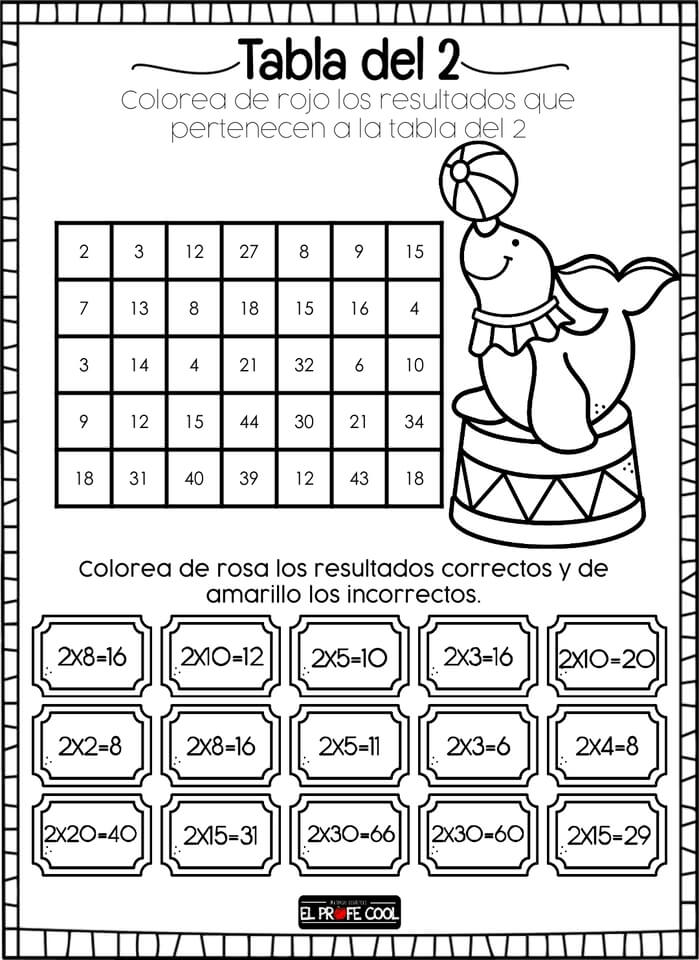 Tabla del 2
Colorea de rojo los resultados que
pertenecen a la tabla del 2
2 3 12 27 8 9 15
7 13 8 18 15 16 4
3 14 4 21 32 6 10
9 12 15 44 30 21 34
18 31 40 39 12 43 18
Colorea de rosa los resultados correctos y de
amarillo los incorrectos.
2x8=16 2x10=12 2x5=10 2x3=16 2x10=20
2x2=8 2x8=16 2x5=11 2x3=6 2x4=8
2x20=40 2x15=31 2x30=66 2x30=60 2x15=29
EL PROFE COOL